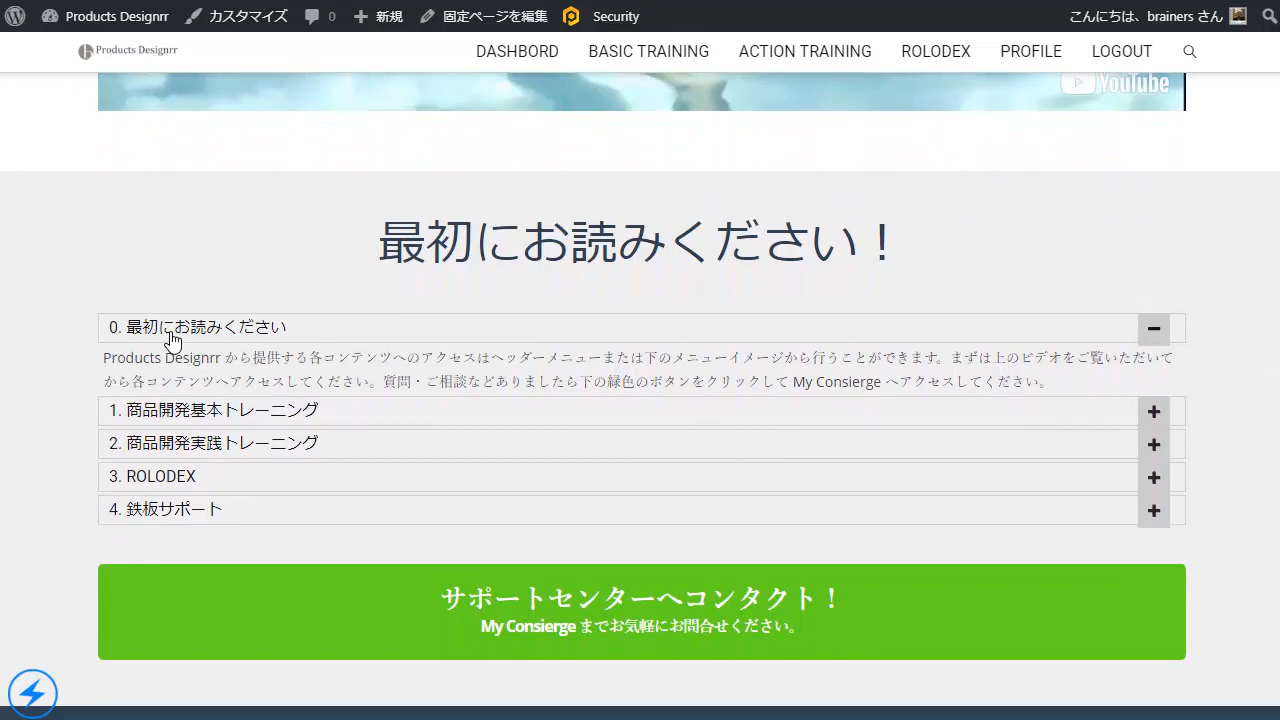 Products Designrr カスタマイズ 0 新規 固定ページを編集 Security こんにちは、brainers さん
Products Designrr DASHBORD BASIC TRAINING ACTION TRAINING ROLODEX PROFILE LOGOUT
YouTube
最初にお読みください！
0. 最初にお読みください
Products Designrr から提供する各コンテンツへのアクセスはヘッダーメニューまたは下のメニューイメージから行うことができます。まずは上のビデオをご覧いただいて
から各コンテンツへアクセスしてください。質問・ご相談などありましたら下の緑色のボタンをクリックして My Consierge へアクセスしてください。
1. 商品開発基本トレーニング
2. 商品開発実践トレーニング
3. ROLODEX
4. 鉄板サポート
サポートセンターへコンタクト！
My Consierge までお気軽にお問合せください。